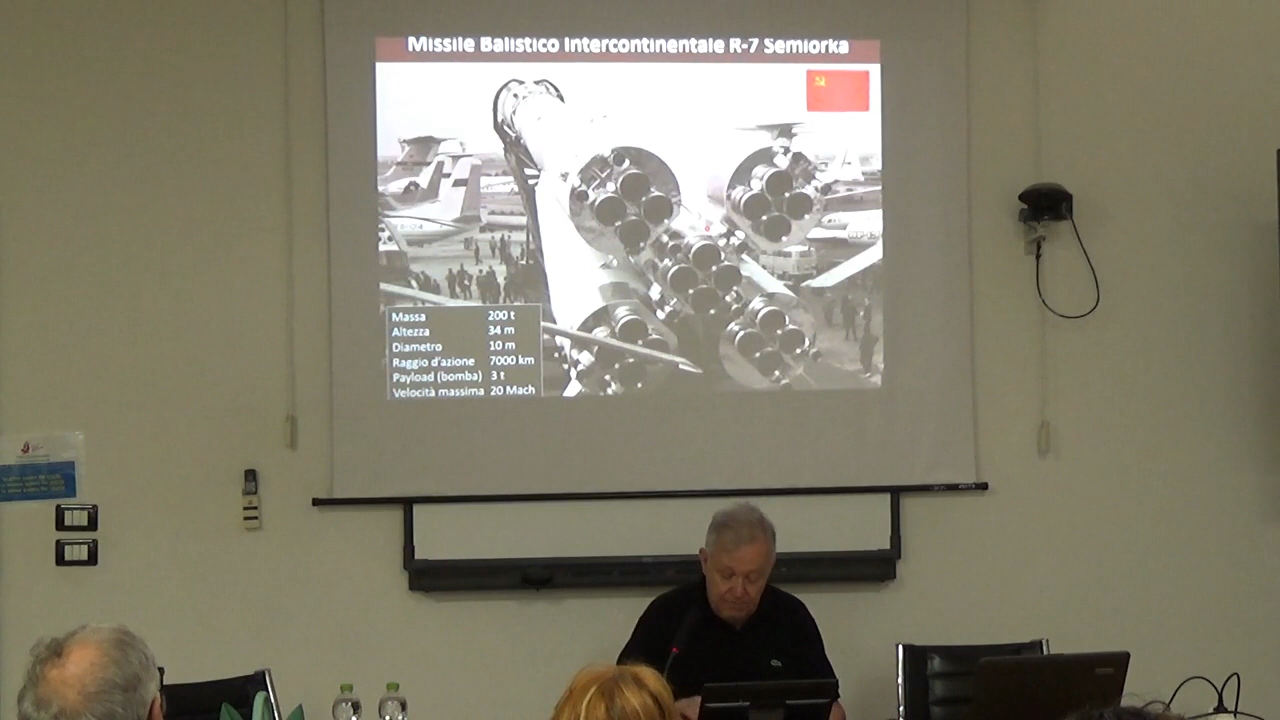 Missile Balistico Intercontinentale R-7 Semiorka
Massa 200 t
Altezza 34 m
Diametro 10 m
Raggio d'azione 7000 km
Payload (bomba) 3 t
Velocità massima 20 Mach